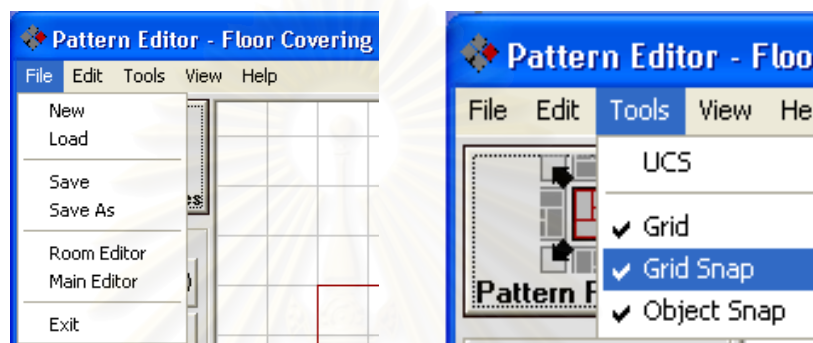 Pattern Editor - Floor Covering
File Edit Tools View Help
New
Load
Save
Save As
Room Editor
Main Editor
Exit
es
Pattern Editor - Floo
File Edit Tools View He
UCS
Grid
Grid Snap
Object Snap
Pattern F